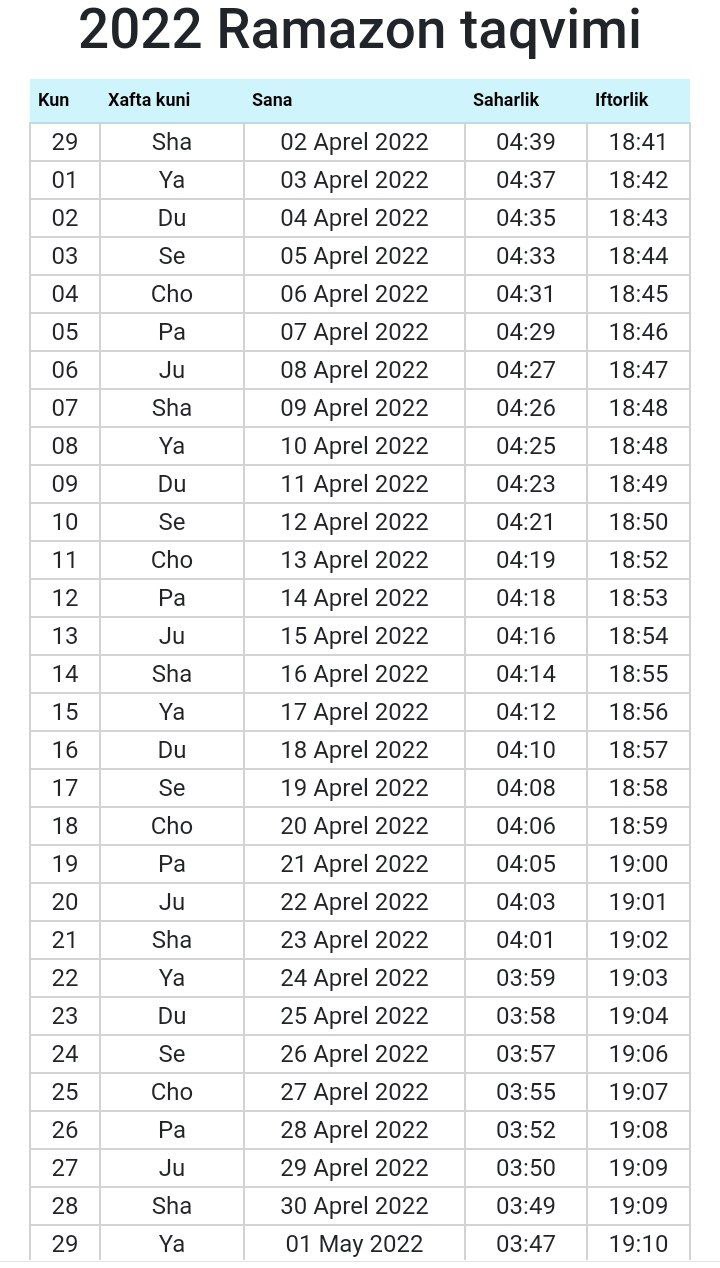 2022 Ramazon taqvimi
Kun Xafta kuni Sana Saharlik Iftorlik
29 Sha 02 Aprel 2022 04:39 18:41
01 Ya 03 Aprel 2022 04:37 18:42
02 Du 04 Aprel 2022 04:35 18:43
03 Se 05 Aprel 2022 04:33 18:44
04 Cho 06 Aprel 2022 04:31 18:45
05 Pa 07 Aprel 2022 04:29 18:46
06 Ju 08 Aprel 2022 04:27 18:47
07 Sha 09 Aprel 2022 04:26 18:48
08 Ya 10 Aprel 2022 04:25 18:48
09 Du 11 Aprel 2022 04:23 18:49
10 Se 12 Aprel 2022 04:21 18:50
11 Cho 13 Aprel 2022 04:19 18:52
12 Pa 14 Aprel 2022 04:18 18:53
13 Ju 15 Aprel 2022 04:16 18:54
14 Sha 16 Aprel 2022 04:14 18:55
15 Ya 17 Aprel 2022 04:12 18:56
16 Du 18 Aprel 2022 04:10 18:57
17 Se 19 Aprel 2022 04:08 18:58
18 Cho 20 Aprel 2022 04:06 18:59
19 Pa 21 Aprel 2022 04:05 19:00
20 Ju 22 Aprel 2022 04:03 19:01
21 Sha 23 Aprel 2022 04:01 19:02
22 Ya 24 Aprel 2022 03:59 19:03
23 Du 25 Aprel 2022 03:58 19:04
24 Se 26 Aprel 2022 03:57 19:06
25 Cho 27 Aprel 2022 03:55 19:07
26 Pa 28 Aprel 2022 03:52 19:08
27 Ju 29 Aprel 2022 03:50 19:09
28 Sha 30 Aprel 2022 03:49 19:09
29 Ya 01 May 2022 03:47 19:10